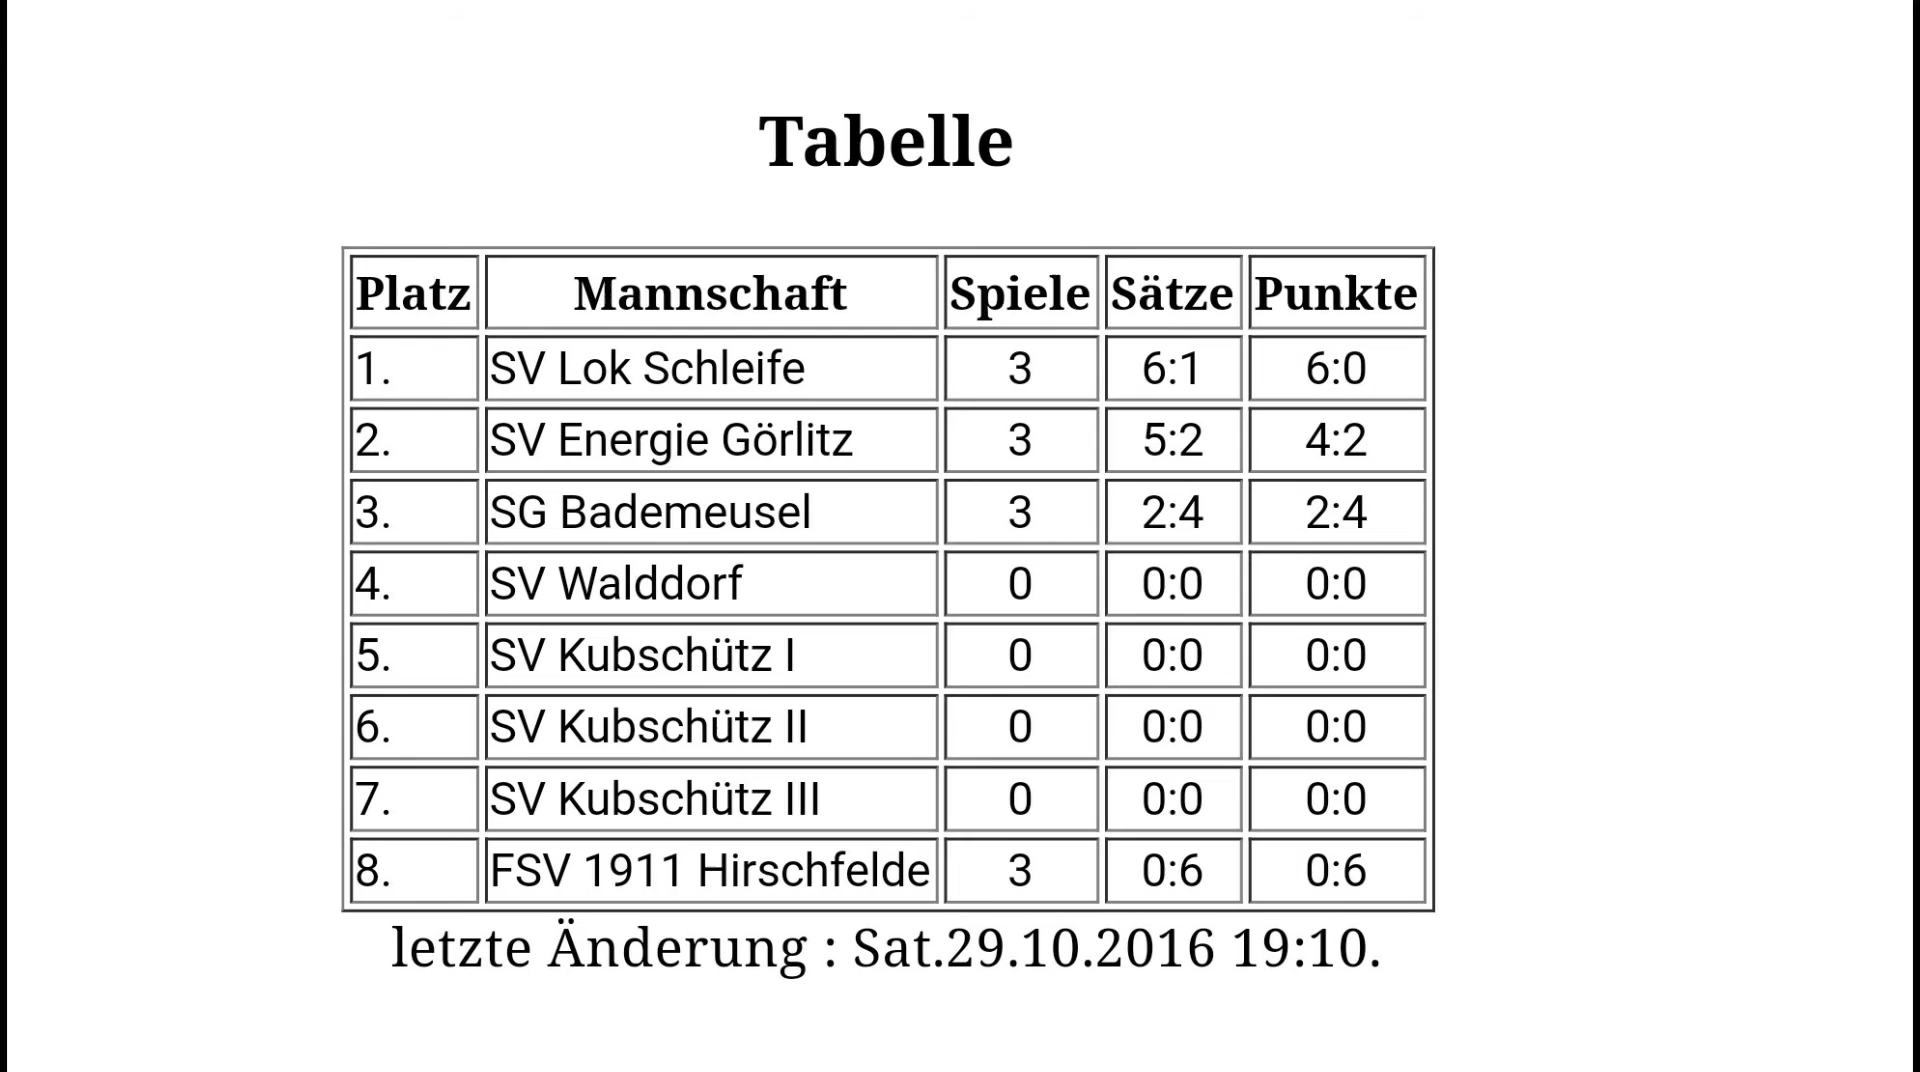 Tabelle
Platz Mannschaft Spiele Sätze Punkte
1. SV Lok Schleife 3 6:1 6:0
2. SV Energie Görlitz 3 5:2 4:2
3. SG Bademeusel 3 2:4 2:4
4. SV Walddorf 0 0:0 0:0
5. SV Kubschütz I 0 0:0 0:0
6. SV Kubschütz II 0 0:0 0:0
7. SV Kubschütz III 0 0:0 0:0
8. FSV 1911 Hirschfelde 3 0:6 0:6
letzte Änderung : Sat.29.10.2016 19:10.